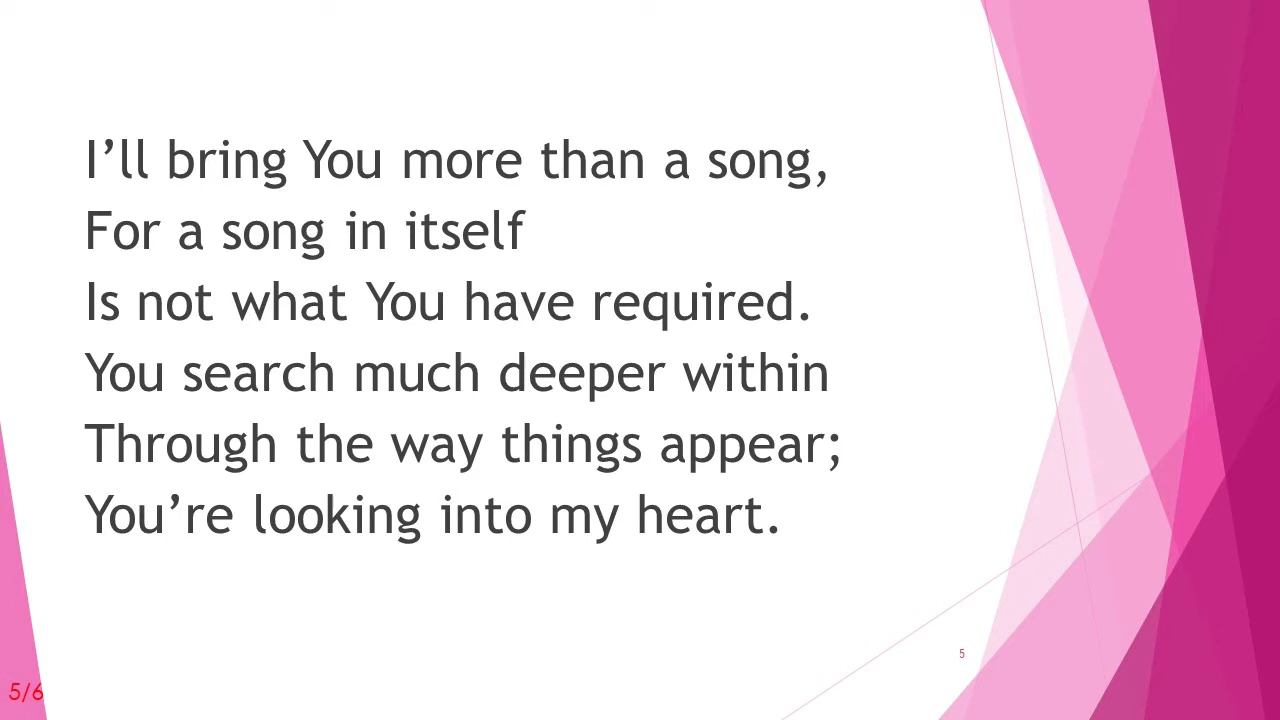 I’ll bring You more than a song,
For a song in itself
Is not what You have required.
You search much deeper within
Through the way things appear;
You’re looking into my heart.
5
5/6